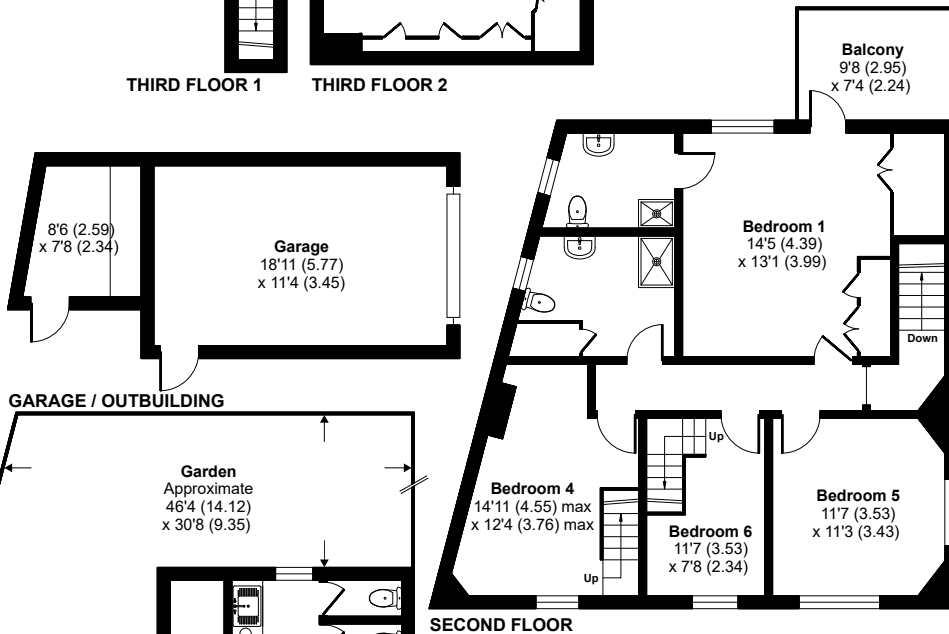 THIRD FLOOR 1
THIRD FLOOR 2
Balcony
9'8 (2.95)
x 7'4 (2.24)
8'6 (2.59)
x 7'8 (2.34)
Garage
18'11 (5.77)
x 11'4 (3.45)
Bedroom 1
14'5 (4.39)
x 13'1 (3.99)
Down
GARAGE / OUTBUILDING
Garden
Approximate
46'4 (14.12)
x 30'8 (9.35)
Up
Bedroom 4
14'11 (4.55) max
x 12'4 (3.76) max
Up
Bedroom 6
11'7 (3.53)
x 7'8 (2.34)
Bedroom 5
11'7 (3.53)
x 11'3 (3.43)
SECOND FLOOR